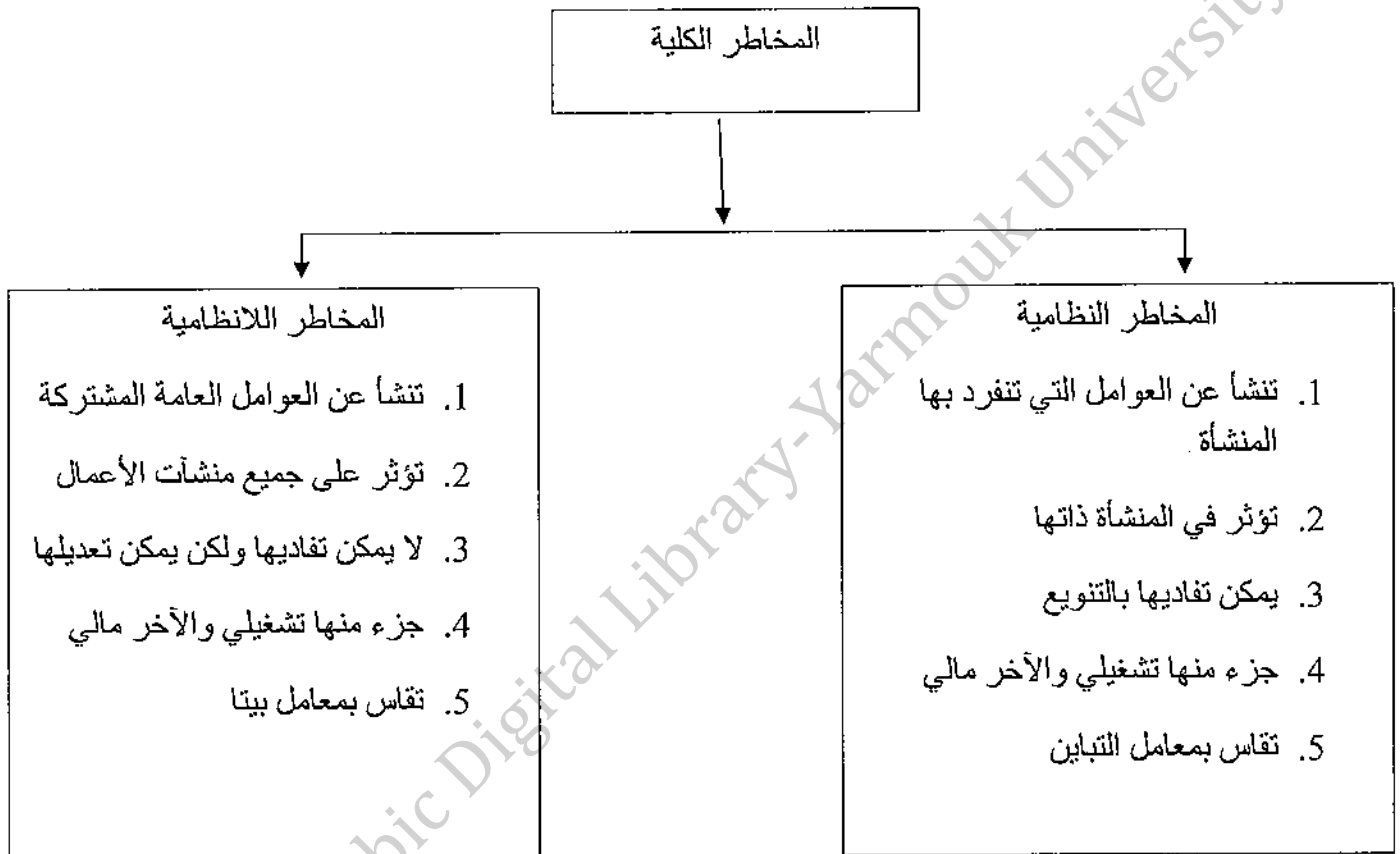 المخاطر الكلية
المخاطر النظامية
1. تنشأ عن العوامل التي تنفرد بها
المنشأة
2. تؤثر في المنشأة ذاتها
3. يمكن تفاديها بالتنويع
4. جزء منها تشغيلي والآخر مالي
5. تقاس بمعامل التباين
المخاطر اللانظامية
1. تنشأ عن العوامل العامة المشتركة
2. تؤثر على جميع منشآت الأعمال
3. لا يمكن تفاديها ولكن يمكن تعديلها
4. جزء منها تشغيلي والآخر مالي
5. تقاس بمعامل بيتا
bic Digital Library-Yarmouk University